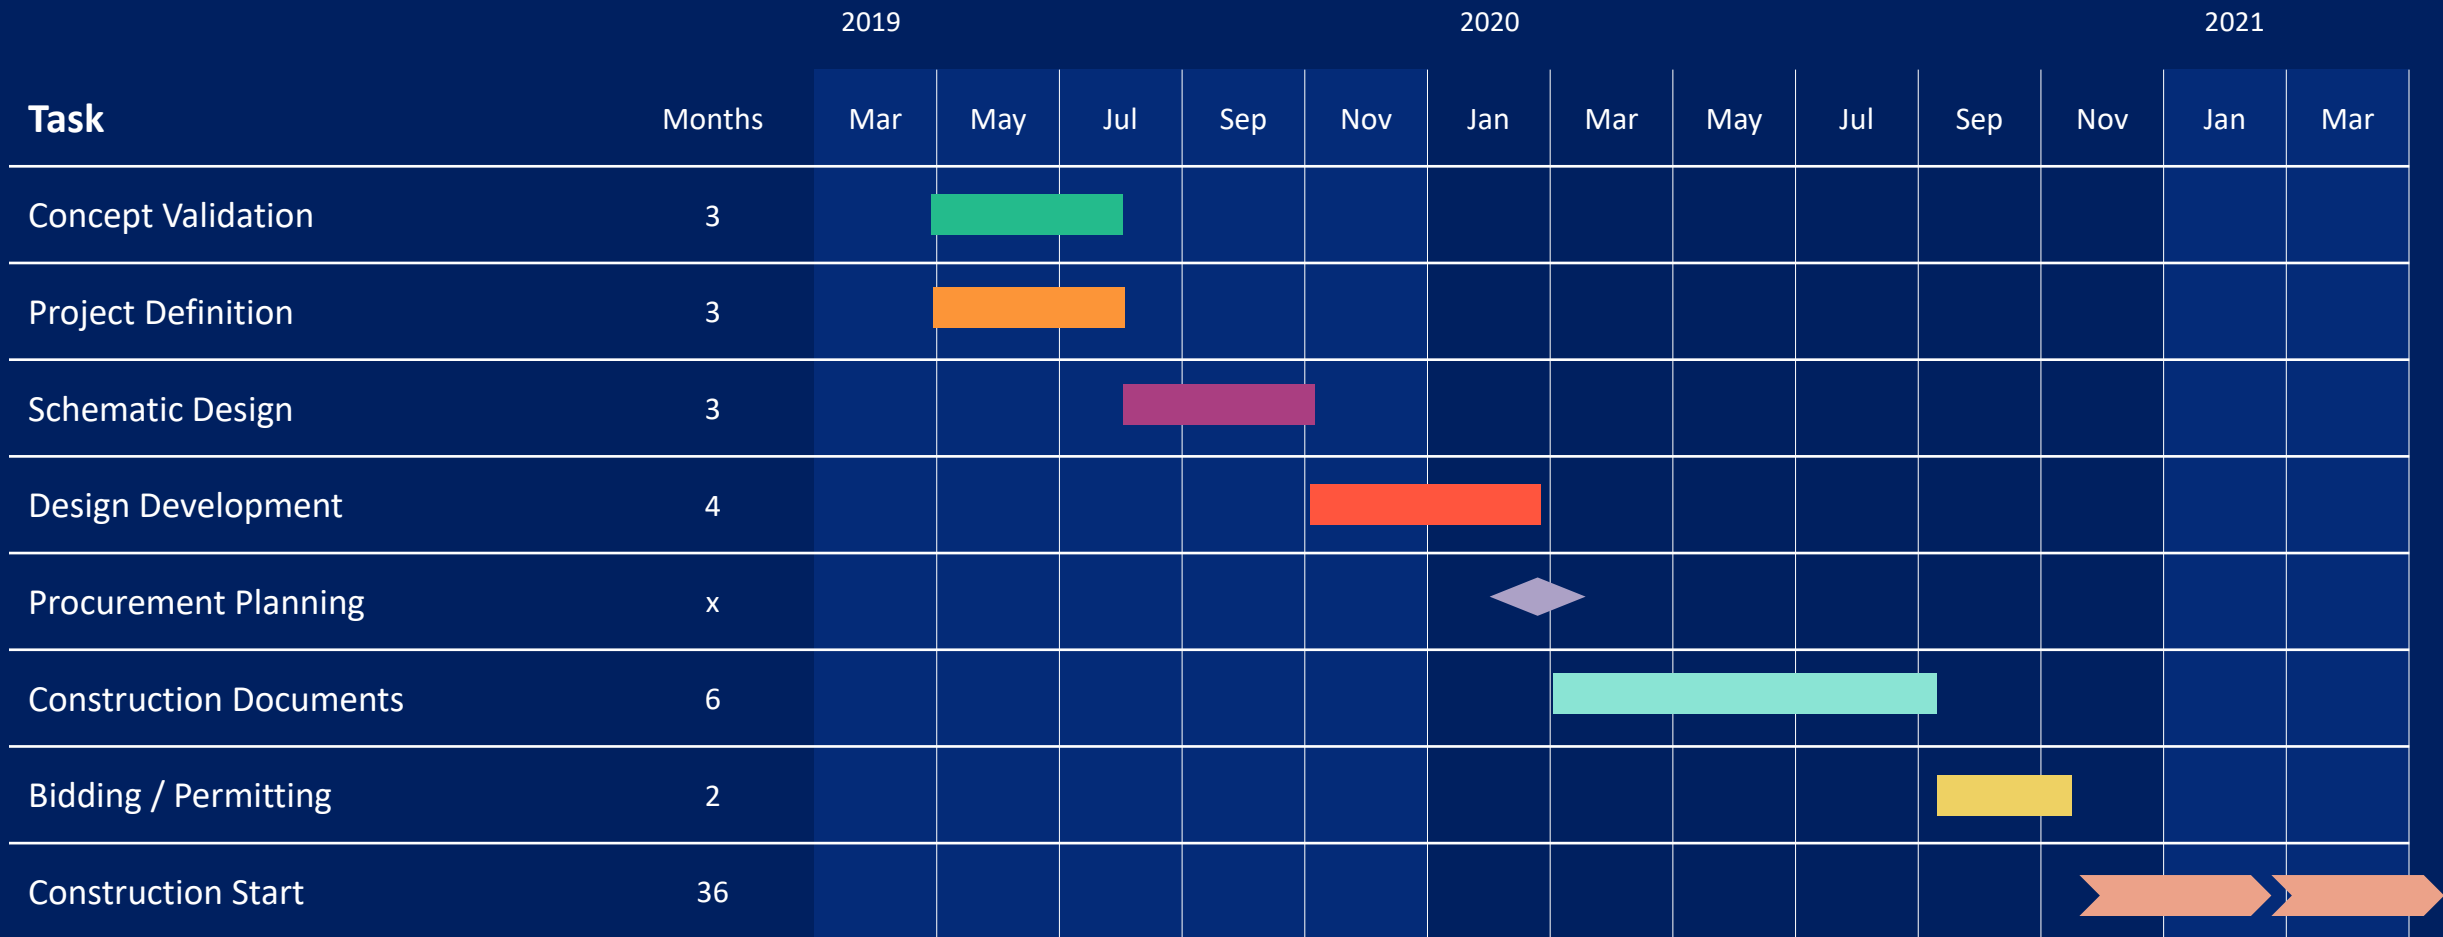 2019 2020 2021
Task Months Mar May Jul Sep Nov Jan Mar May Jul Sep Nov Jan Mar
Concept Validation 3
Project Definition 3
Schematic Design 3
Design Development 4
Procurement Planning x
Construction Documents 6
Bidding / Permitting 2
Construction Start 36